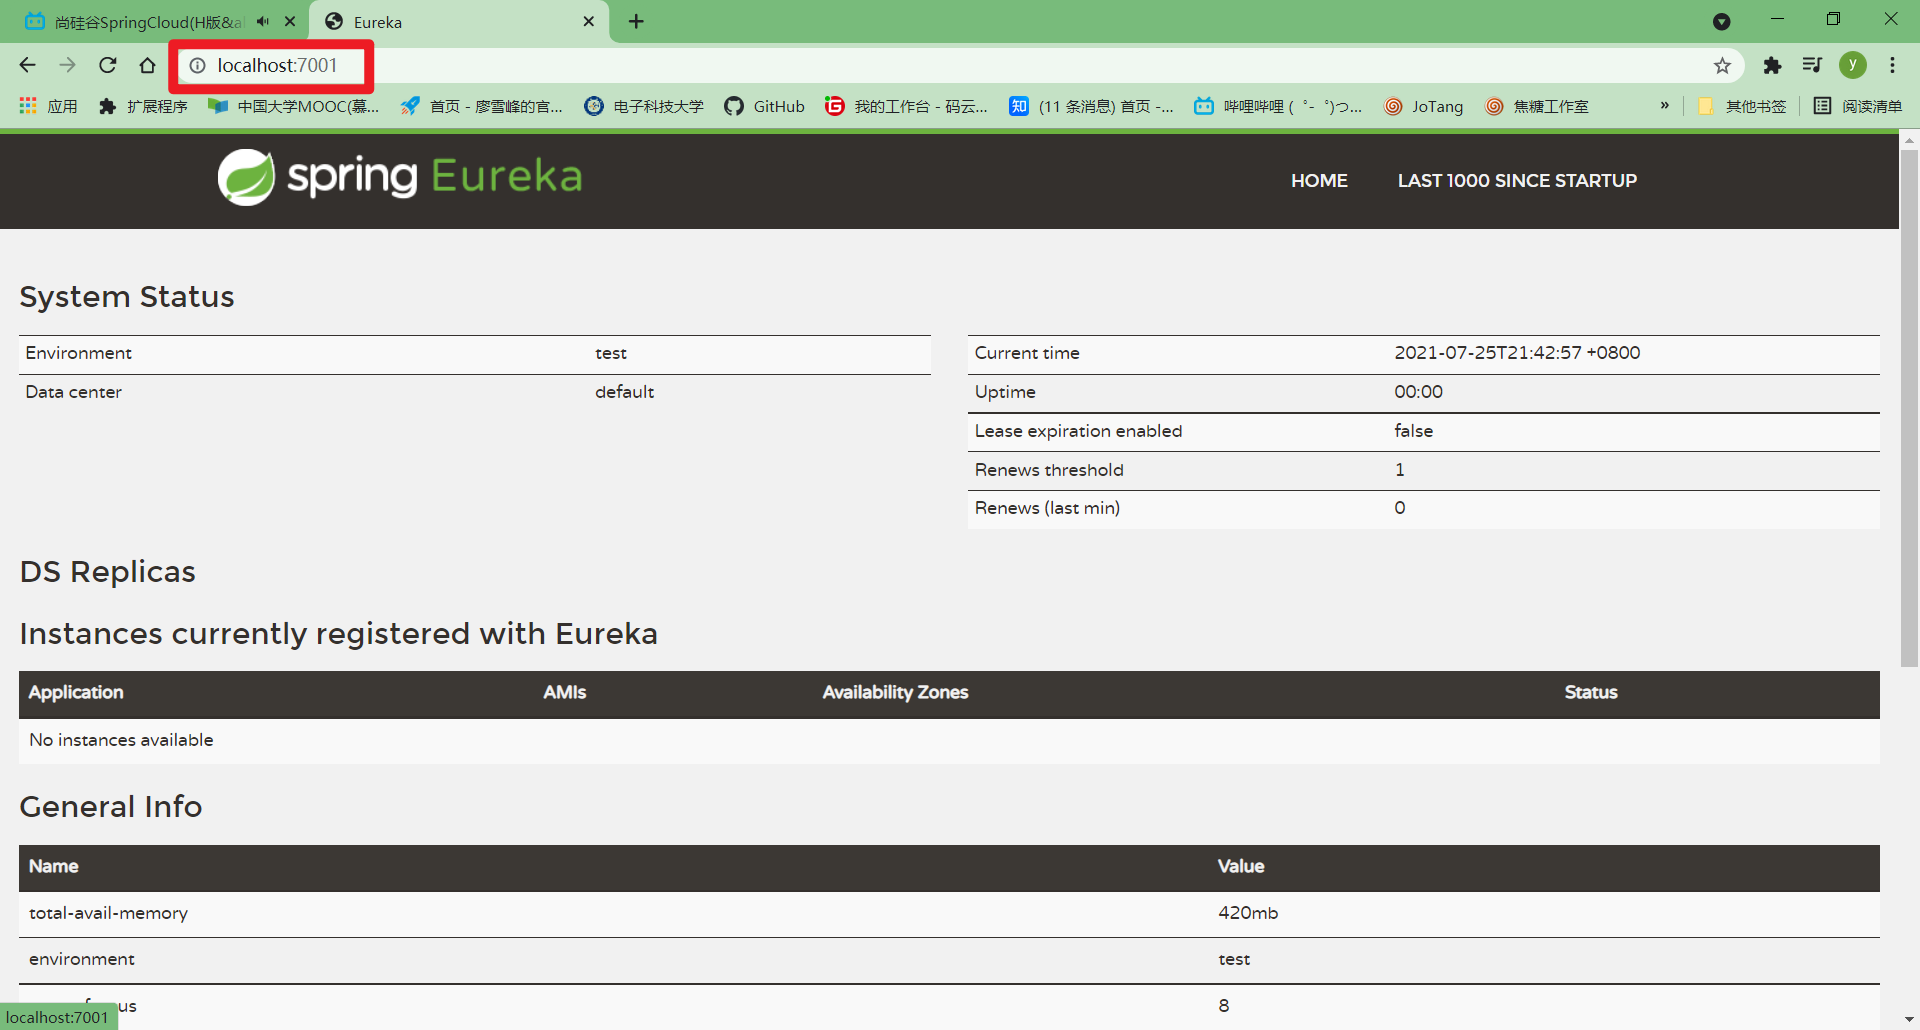 尚硅谷SpringCloud(H版&al
Eureka
localhost:7001
应用
扩展程序
中国大学MOOC(慕...
首页 - 廖雪峰的官...
电子科技大学
GitHub
我的工作台 - 码云...
知 (11 条消息) 首页 -...
哔哩哔哩 ( ゜- ゜)つ...
JoTang
焦糖工作室
»
其他书签
阅读清单
y
spring Eureka
HOME
LAST 1000 SINCE STARTUP
System Status
Environment test
Data center default
Current time 2021-07-25T21:42:57 +0800
Uptime 00:00
Lease expiration enabled false
Renews threshold 1
Renews (last min) 0
DS Replicas
Instances currently registered with Eureka
Application AMIs Availability Zones Status
No instances available
General Info
Name Value
total-avail-memory 420mb
environment test
8
localhost:7001